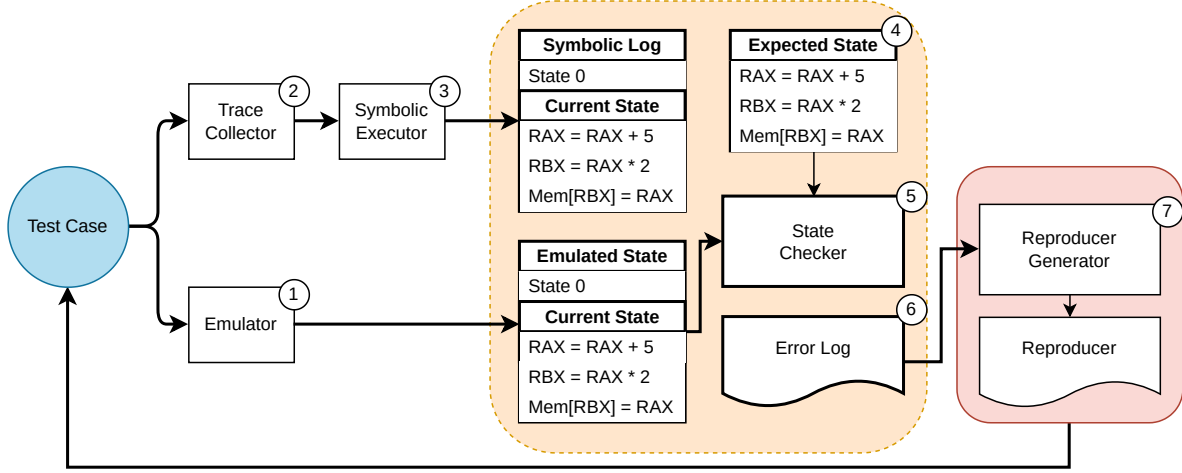 Test Case
2
Trace
Collector
3
Symbolic
Executor
1
Emulator
Symbolic Log
State 0
Current State
RAX = RAX + 5
RBX = RAX * 2
Mem[RBX] = RAX
4
Expected State
RAX = RAX + 5
RBX = RAX * 2
Mem[RBX] = RAX
Emulated State
State 0
Current State
RAX = RAX + 5
RBX = RAX * 2
Mem[RBX] = RAX
5
State
Checker
6
Error Log
7
Reproducer
Generator
Reproducer